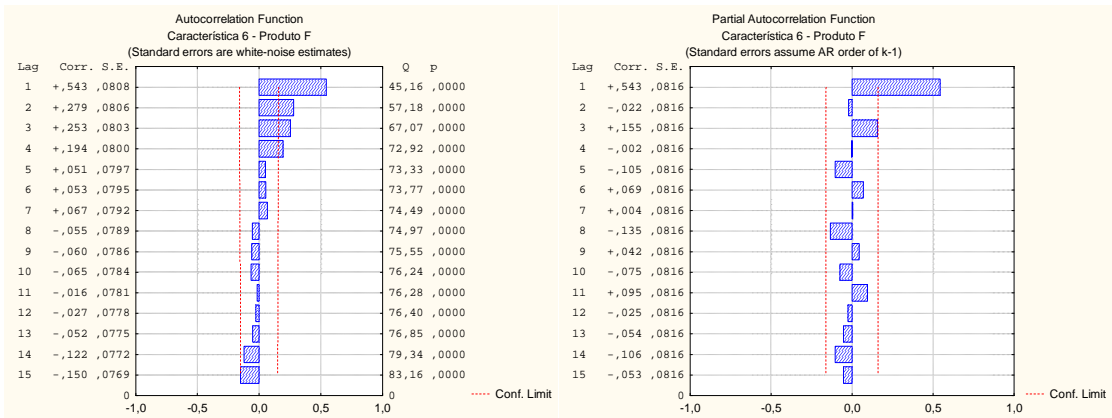 Autocorrelation Function
Característica 6 - Produto F
(Standard errors are white-noise estimates)
Lag Corr. S.E. Q p
1 +,543 ,0808 45,16 ,0000
2 +,279 ,0806 57,18 ,0000
3 +,253 ,0803 67,07 ,0000
4 +,194 ,0800 72,92 ,0000
5 +,051 ,0797 73,33 ,0000
6 +,053 ,0795 73,77 ,0000
7 +,067 ,0792 74,49 ,0000
8 -,055 ,0789 74,97 ,0000
9 -,060 ,0786 75,55 ,0000
10 -,065 ,0784 76,24 ,0000
11 -,016 ,0781 76,28 ,0000
12 -,027 ,0778 76,40 ,0000
13 -,052 ,0775 76,85 ,0000
14 -,122 ,0772 79,34 ,0000
15 -,150 ,0769 83,16 ,0000
0 0
-1,0 -0,5 0,0 0,5 1,0
Conf. Limit
Partial Autocorrelation Function
Característica 6 - Produto F
(Standard errors assume AR order of k-1)
Lag Corr. S.E.
1 +,543 ,0816
2 -,022 ,0816
3 +,155 ,0816
4 -,002 ,0816
5 -,105 ,0816
6 +,069 ,0816
7 +,004 ,0816
8 -,135 ,0816
9 +,042 ,0816
10 -,075 ,0816
11 +,095 ,0816
12 -,025 ,0816
13 -,054 ,0816
14 -,106 ,0816
15 -,053 ,0816
0 0
-1,0 -0,5 0,0 0,5 1,0
Conf. Limit